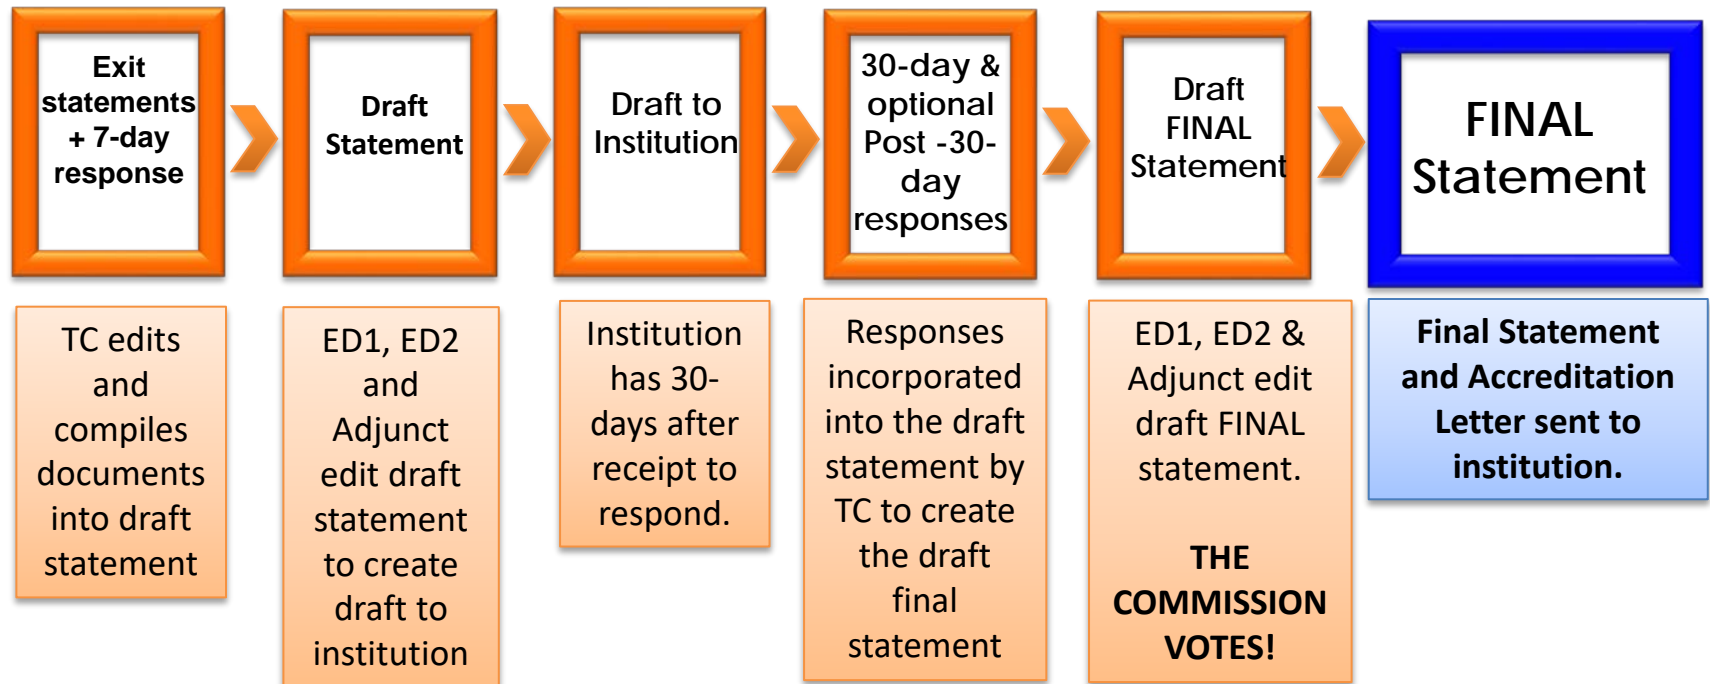 Exit
statements
+ 7-day
response
Draft
Statement
Draft to
Institution
30-day &
optional
Post -30-
day
responses
Draft
FINAL
Statement
FINAL
Statement
TC edits
and
compiles
documents
into draft
statement
ED1, ED2
and
Adjunct
edit draft
statement
to create
draft to
institution
Institution
has 30-
days after
receipt to
respond.
Responses
incorporated
into the draft
statement by
TC to create
the draft
final
statement
ED1, ED2 &
Adjunct edit
draft FINAL
statement.
THE
COMMISSION
VOTES!
Final Statement
and Accreditation
Letter sent to
institution.